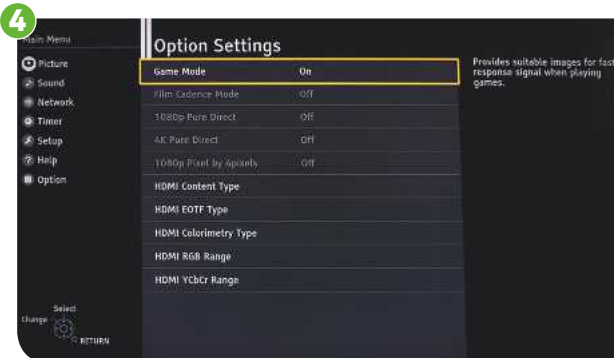 4
Main Menu
Option Settings
Picture
Sound
Network
Timer
Setup
Help
Option
Game Mode On
Film Cadence Mode Off
1080p Pure Direct Off
4K Pure Direct Off
1080p Pixel by 4pixels Off
HDMI Content Type
HDMI EOTF Type
HDMI Colorimetry Type
HDMI RGB Range
HDMI YCbCr Range
Provides suitable images for fast
response signal when playing
games.
Select
Change
RETURN